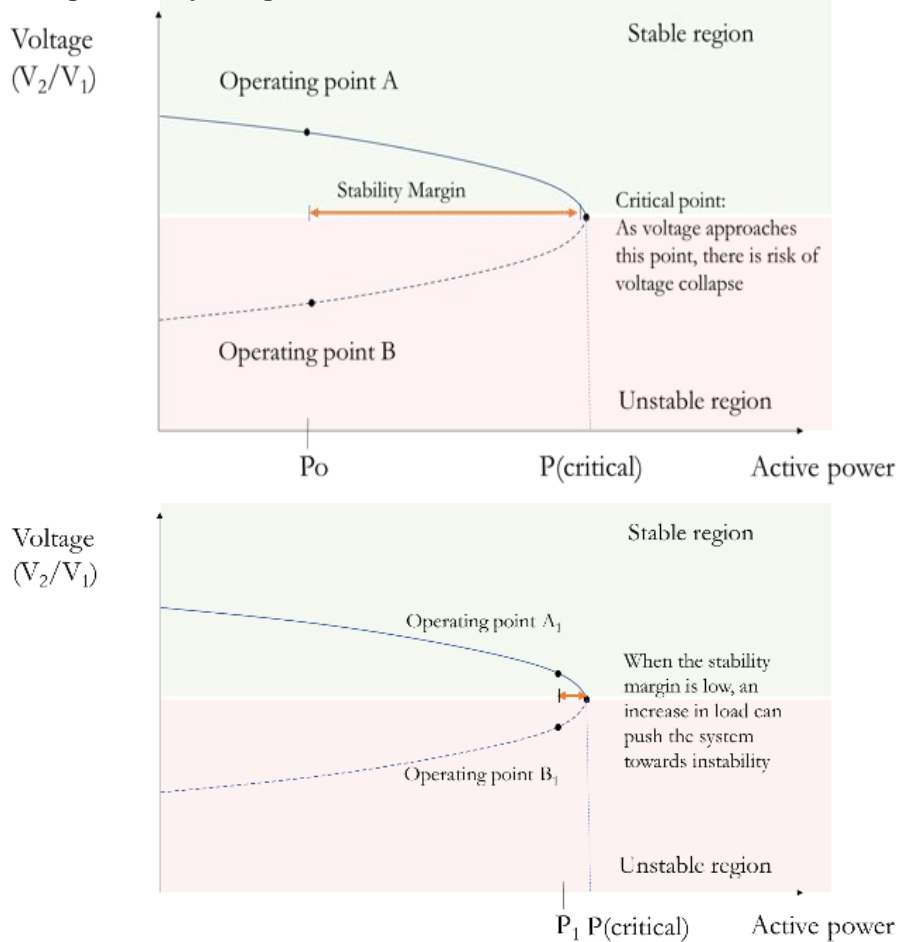 Voltage
(V₂/V₁)
Stable region
Operating point A
Stability Margin
Critical point:
As voltage approaches
this point, there is risk of
voltage collapse
Operating point B
Unstable region
Po
P(critical)
Active power
Voltage
(V₂/V₁)
Stable region
Operating point A₁
When the stability
margin is low, an
increase in load can
push the system
towards instability
Operating point B₁
Unstable region
P₁ P(critical)
Active power